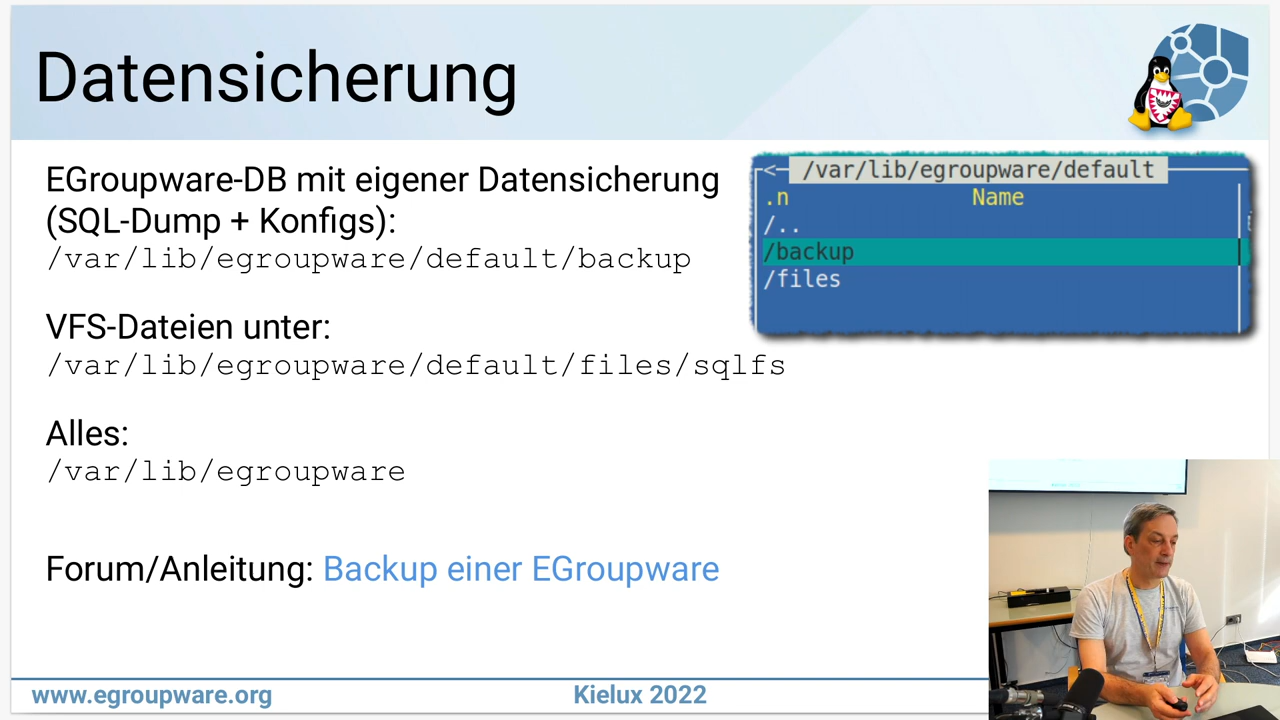 Datensicherung
EGroupware-DB mit eigener Datensicherung
(SQL-Dump + Konfigs):
/var/lib/egroupware/default/backup
VFS-Dateien unter:
/var/lib/egroupware/default/files/sqlfs
Alles:
/var/lib/egroupware
Forum/Anleitung: Backup einer EGroupware
<— /var/lib/egroupware/default
.n Name
/..
/backup
/files
www.egroupware.org
Kielux 2022